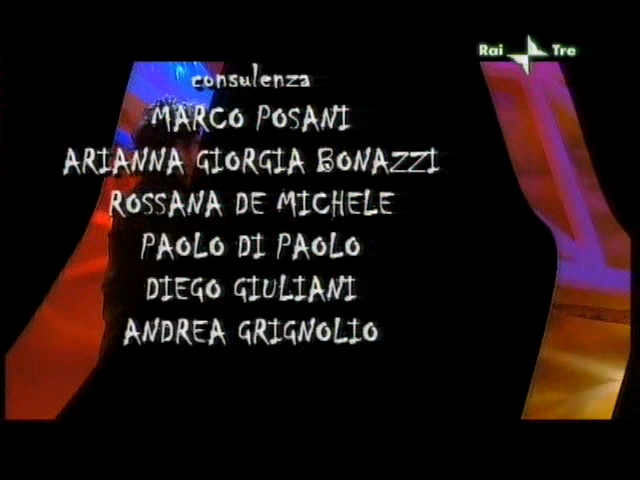 Rai Tre
consulenza
MARCO POSANI
ARIANNA GIORGIA BONAZZI
ROSSANA DE MICHELE
PAOLO DI PAOLO
DIEGO GIULIANI
ANDREA GRIGNOLIO